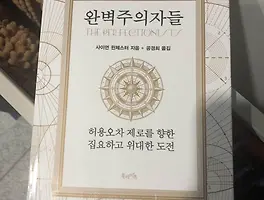 완벽주의자들
THE PERFECTIONISTS
사이먼 윈체스터 지음 • 공경희 옮김
허용오차 제로를 향한
집요하고 위대한 도전